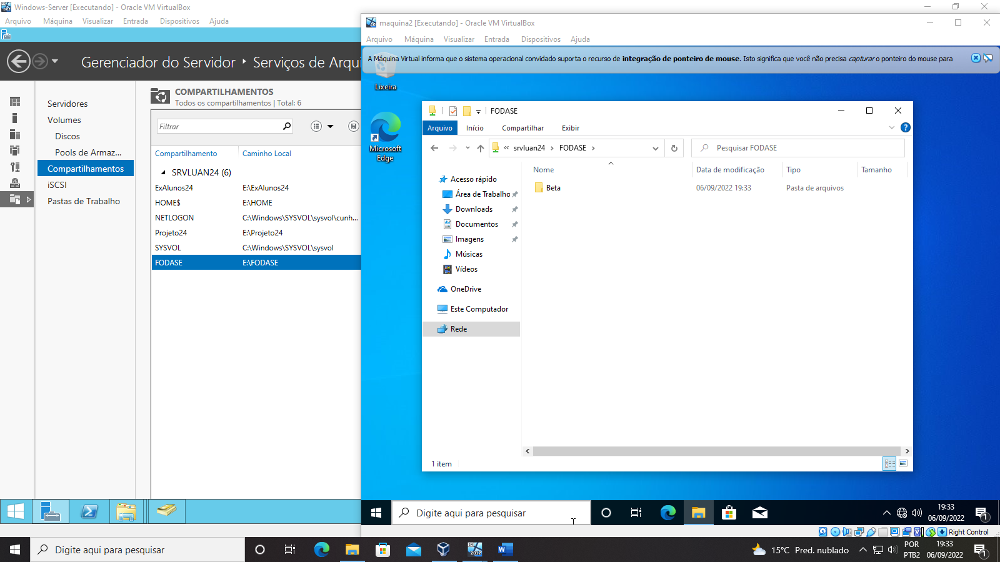 Windows-Server [Executando] - Oracle VM VirtualBox
Arquivo Máquina Visualizar Entrada Dispositivos Ajuda
Gerenciador do Servidor ‣ Serviços de Arqu
Servidores
Volumes
Discos
Pools de Armaz...
Compartilhamentos
iSCSI
Pastas de Trabalho
COMPARTILHAMENTOS
Todos os compartilhamentos | Total: 6
Filtrar
Compartilhamento Caminho Local
SRVLUAN24 (6)
ExAlunos24 E:\ExAlunos24
HOME$ E:\HOME
NETLOGON C:\Windows\SYSVOL\sysvol\cunh...
Projeto24 E:\Projeto24
SYSVOL C:\Windows\SYSVOL\sysvol
FODASE E:\FODASE
maquina2 [Executando] - Oracle VM VirtualBox
Arquivo Máquina Visualizar Entrada Dispositivos Ajuda
A Máquina Virtual informa que o sistema operacional convidado suporta o recurso de integração de ponteiro de mouse. Isto significa que você não precisa capturar o ponteiro do mouse para
Lixeira
Microsoft
Edge
FODASE
Arquivo Início Compartilhar Exibir
« srvluan24 › FODASE ›
Pesquisar FODASE
Acesso rápido
Área de Trabalho
Downloads
Documentos
Imagens
Músicas
Vídeos
OneDrive
Este Computador
Rede
Nome Data de modificação Tipo Tamanho
Beta 06/09/2022 19:33 Pasta de arquivos
1 item
Digite aqui para pesquisar
19:33
06/09/2022
1
Right Control
Digite aqui para pesquisar
2012
15°C Pred. nublado
POR
PTB2
19:33
06/09/2022
1